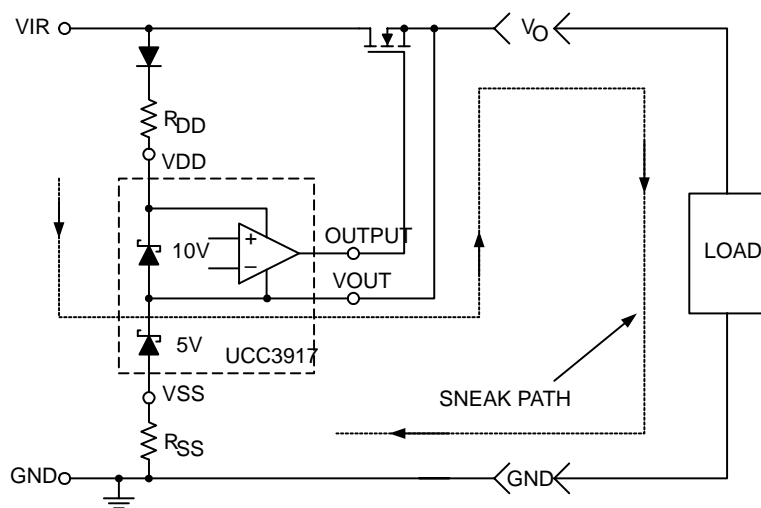 VIR
VO
RDD
VDD
10V
+
−
OUTPUT
VOUT
LOAD
5V
UCC3917
VSS
SNEAK PATH
RSS
GND
GND